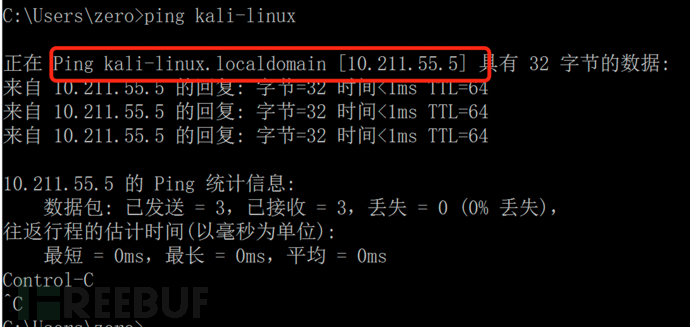 C:\Users\zero>ping kali-linux
正在 Ping kali-linux.localdomain [10.211.55.5] 具有 32 字节的数据:
来自 10.211.55.5 的回复: 字节=32 时间<1ms TTL=64
来自 10.211.55.5 的回复: 字节=32 时间<1ms TTL=64
来自 10.211.55.5 的回复: 字节=32 时间<1ms TTL=64
10.211.55.5 的 Ping 统计信息:
数据包: 已发送 = 3，已接收 = 3，丢失 = 0 (0% 丢失)，
往返行程的估计时间(以毫秒为单位):
最短 = 0ms，最长 = 0ms，平均 = 0ms
Control-C
^C
FREEBUF
C:\Users\zero>